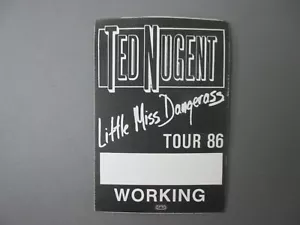 TED NUGENT
Little Miss Dangerous
TOUR 86
WORKING